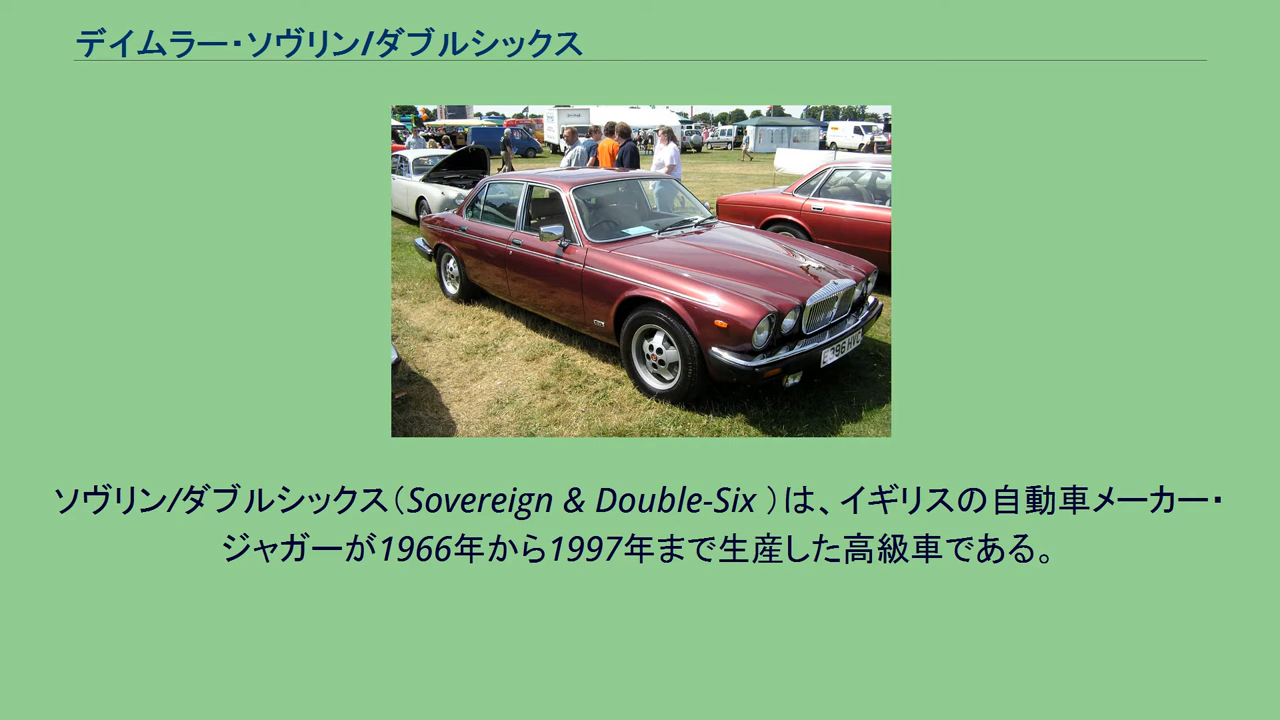 デイムラー・ソヴリン/ダブルシックス
ソヴリン/ダブルシックス（Sovereign & Double-Six ）は、イギリスの自動車メーカー・
ジャガーが1966年から1997年まで生産した高級車である。